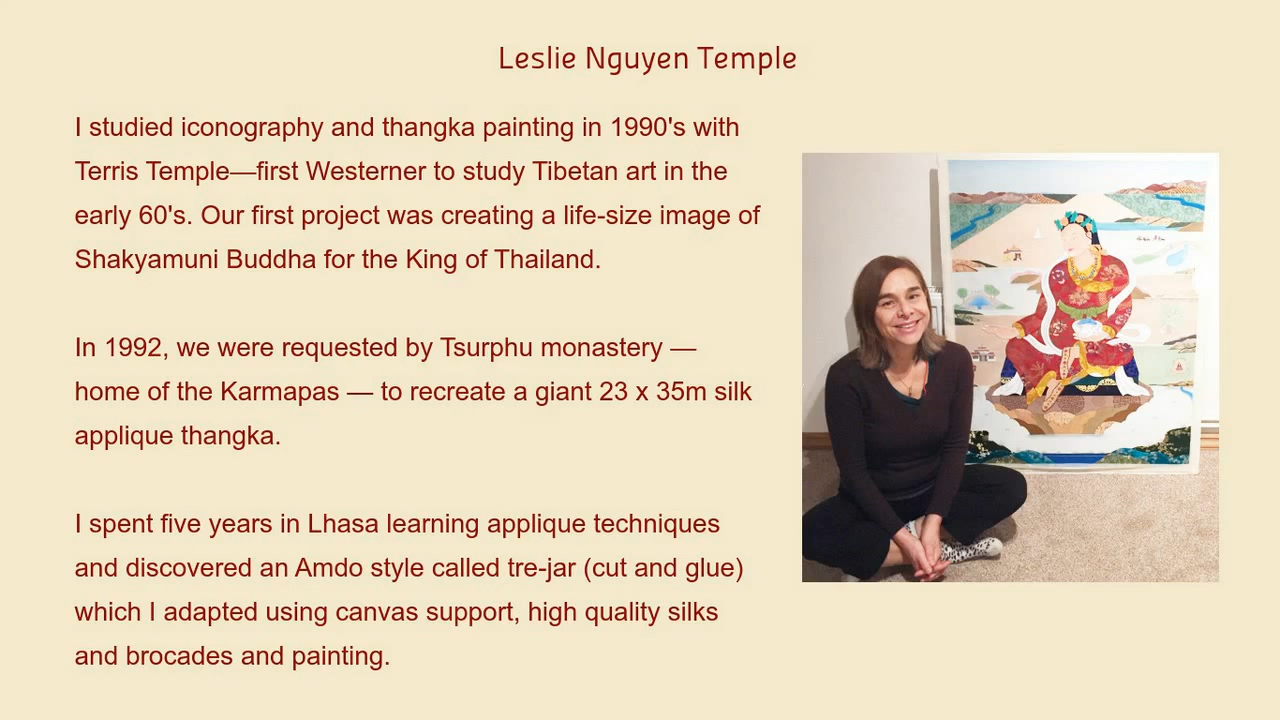 Leslie Nguyen Temple
I studied iconography and thangka painting in 1990's with
Terris Temple—first Westerner to study Tibetan art in the
early 60's. Our first project was creating a life-size image of
Shakyamuni Buddha for the King of Thailand.
In 1992, we were requested by Tsurphu monastery —
home of the Karmapas — to recreate a giant 23 x 35m silk
applique thangka.
I spent five years in Lhasa learning applique techniques
and discovered an Amdo style called tre-jar (cut and glue)
which I adapted using canvas support, high quality silks
and brocades and painting.